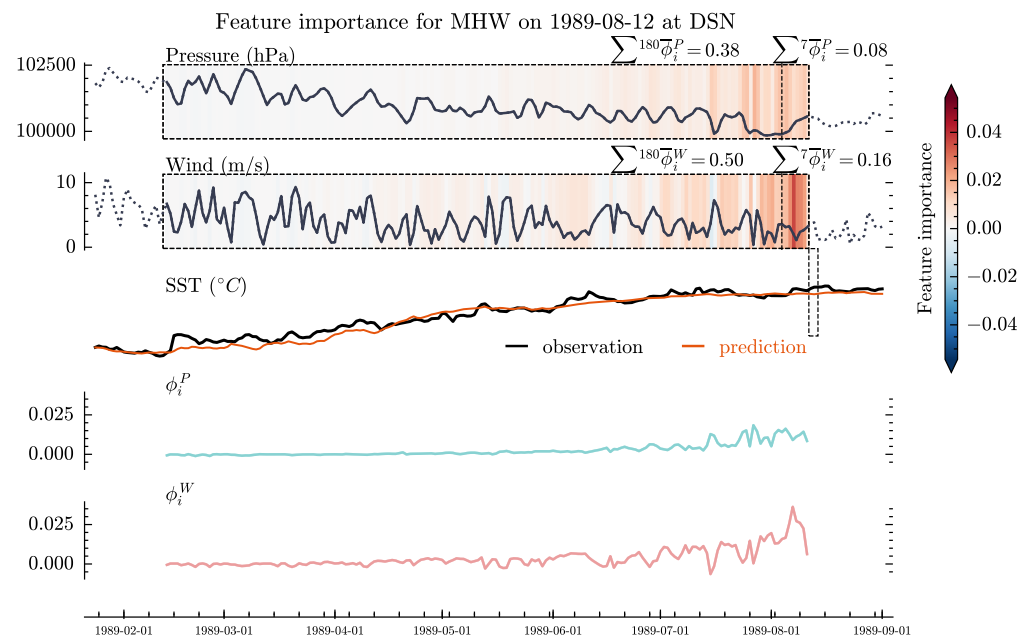 Feature importance for MHW on 1989-08-12 at DSN
Pressure (hPa)
∑ ¹⁸⁰ϕ̅ᵢᴾ = 0.38
∑ ⁷ϕ̅ᵢᴾ = 0.08
102500
100000
Wind (m/s)
∑ ¹⁸⁰ϕ̅ᵢᵂ = 0.50
∑ ⁷ϕ̅ᵢᵂ = 0.16
10
0
SST (°C)
observation
prediction
ϕᵢᴾ
0.025
0.000
ϕᵢᵂ
0.025
0.000
1989-02-01 1989-03-01 1989-04-01 1989-05-01 1989-06-01 1989-07-01 1989-08-01 1989-09-01
0.04
0.02
0.00
−0.02
−0.04
Feature importance